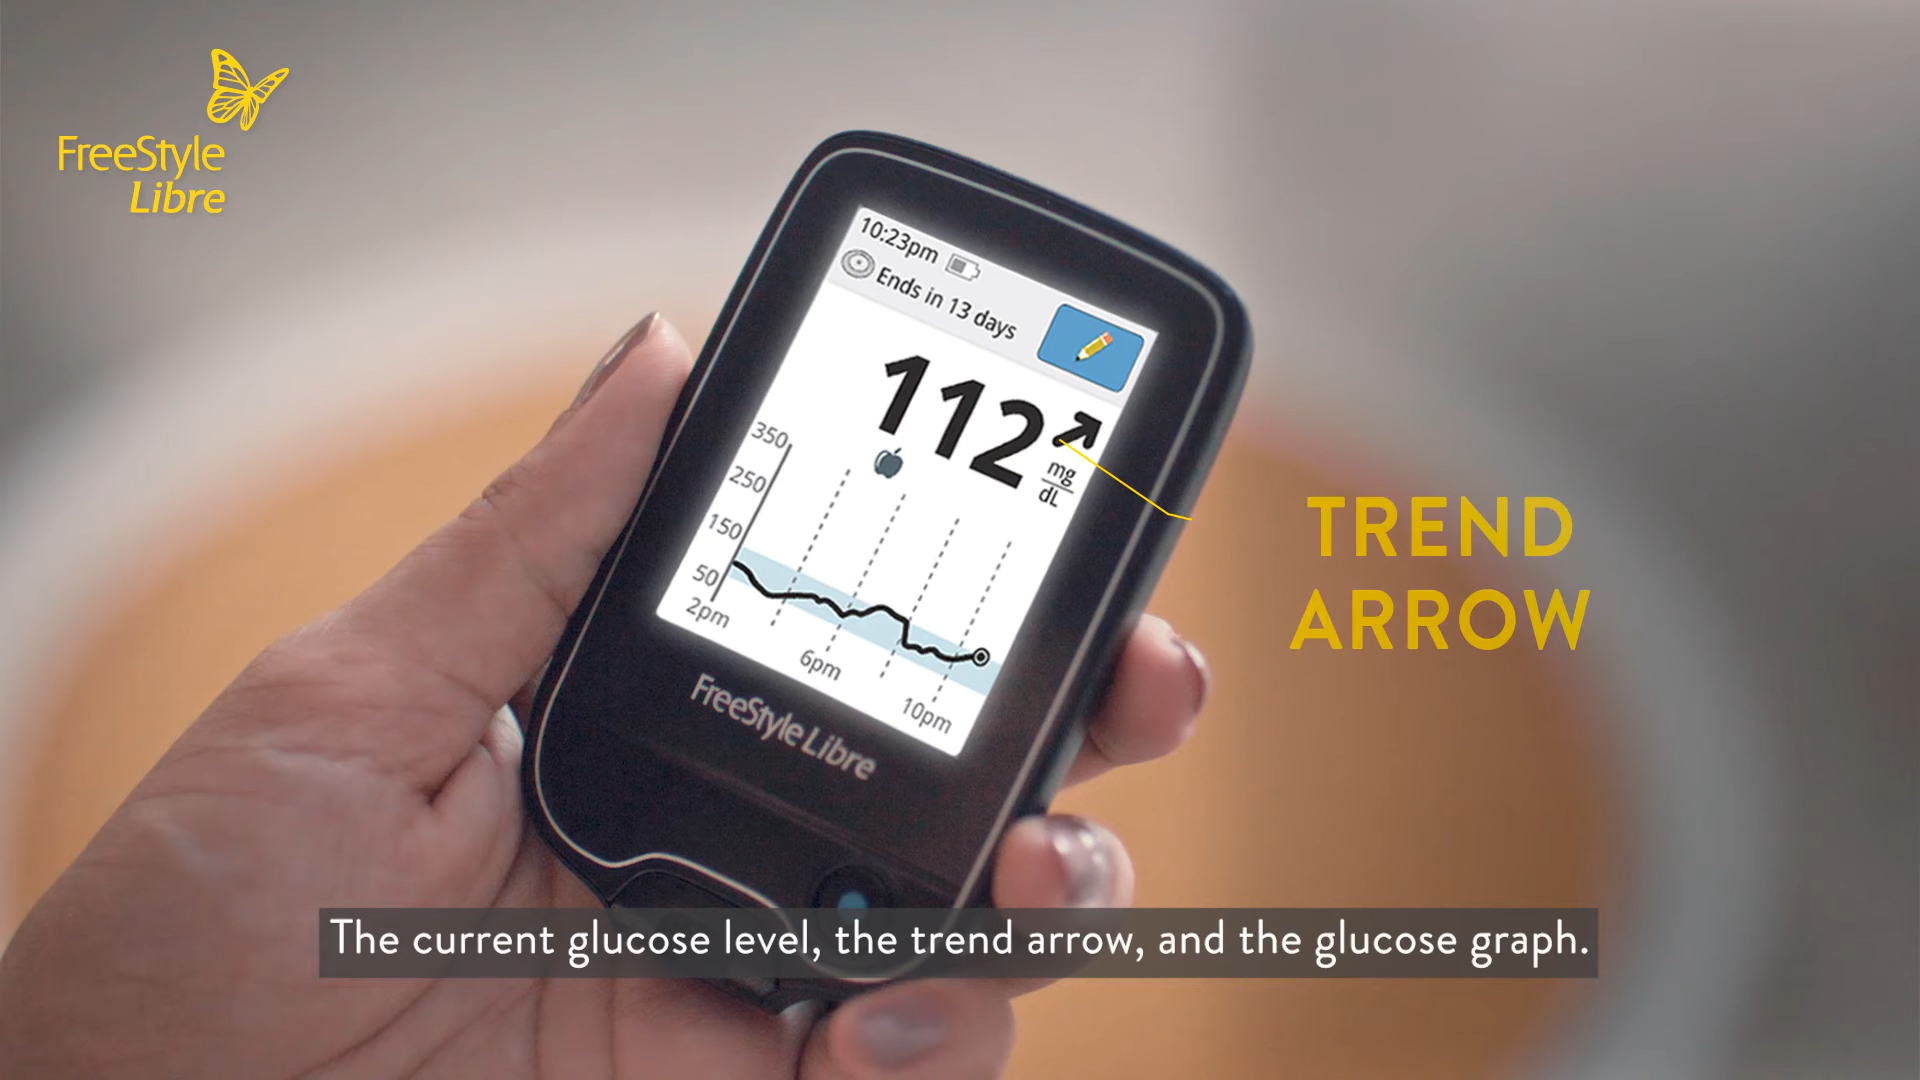 FreeStyle
Libre
10:23pm
Ends in 13 days
112
mg
dL
350
250
150
50
2pm
6pm
10pm
FreeStyle Libre
TREND
ARROW
The current glucose level, the trend arrow, and the glucose graph.